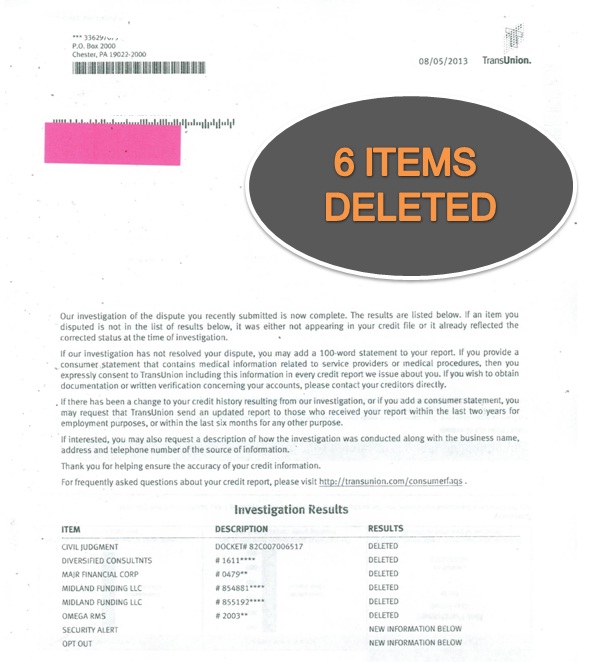 P.O. Box 2000
Chester, PA 19022-2000
08/05/2013
TransUnion.
6 ITEMS
DELETED
Our investigation of the dispute you recently submitted is now complete. The results are listed below. If an item you
disputed is not in the list of results below, it was either not appearing in your credit file or it already reflected the
corrected status at the time of investigation.
If our investigation has not resolved your dispute, you may add a 100-word statement to your report. If you provide a
consumer statement that contains medical information related to service providers or medical procedures, then you
expressly consent to TransUnion including this information in every credit report we issue about you. If you wish to obtain
documentation or written verification concerning your accounts, please contact your creditors directly.
If there has been a change to your credit history resulting from our investigation, or if you add a consumer statement, you
may request that TransUnion send an updated report to those who received your report within the last two years for
employment purposes, or within the last six months for any other purpose.
If interested, you may also request a description of how the investigation was conducted along with the business name,
address and telephone number of the source of information.
Thank you for helping ensure the accuracy of your credit information.
For frequently asked questions about your credit report, please visit http://transunion.com/consumerfaqs .
Investigation Results
ITEM DESCRIPTION RESULTS
CIVIL JUDGMENT DOCKET# 82C007006517 DELETED
DIVERSIFIED CONSULTNTS # 1611**** DELETED
MAJR FINANCIAL CORP # 0479** DELETED
MIDLAND FUNDING LLC # 854881**** DELETED
MIDLAND FUNDING LLC # 855192**** DELETED
OMEGA RMS # 2003** DELETED
SECURITY ALERT NEW INFORMATION BELOW
OPT OUT NEW INFORMATION BELOW